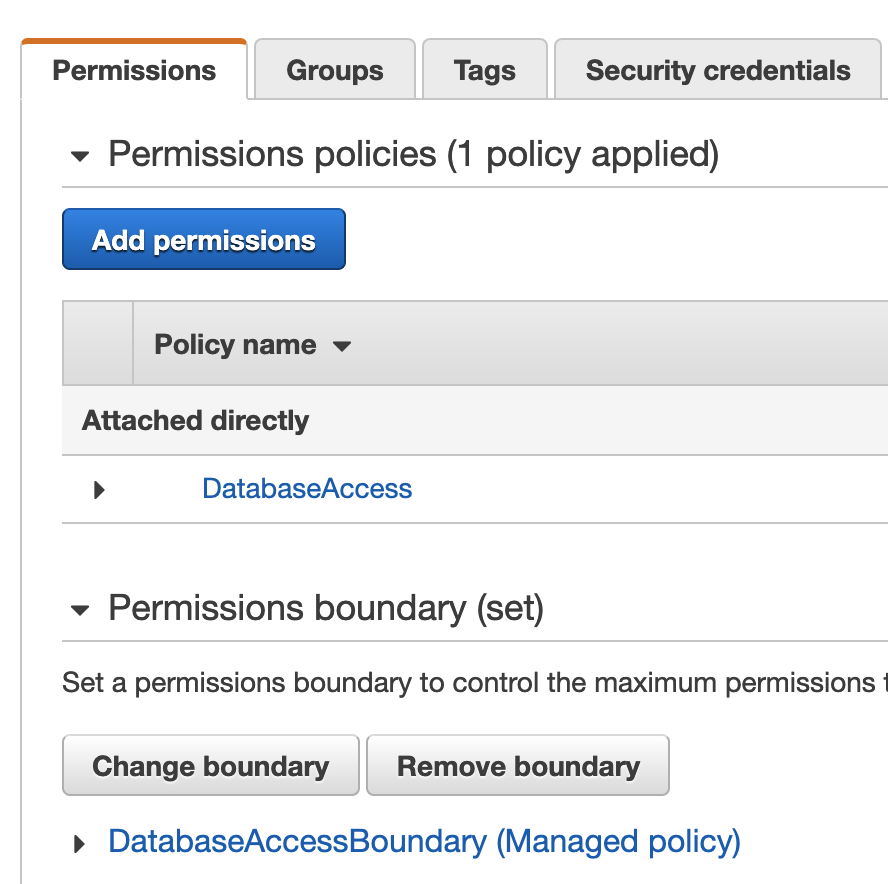 Permissions Groups Tags Security credentials
Permissions policies (1 policy applied)
Add permissions
Policy name
Attached directly
DatabaseAccess
Permissions boundary (set)
Set a permissions boundary to control the maximum permissions
Change boundary Remove boundary
DatabaseAccessBoundary (Managed policy)